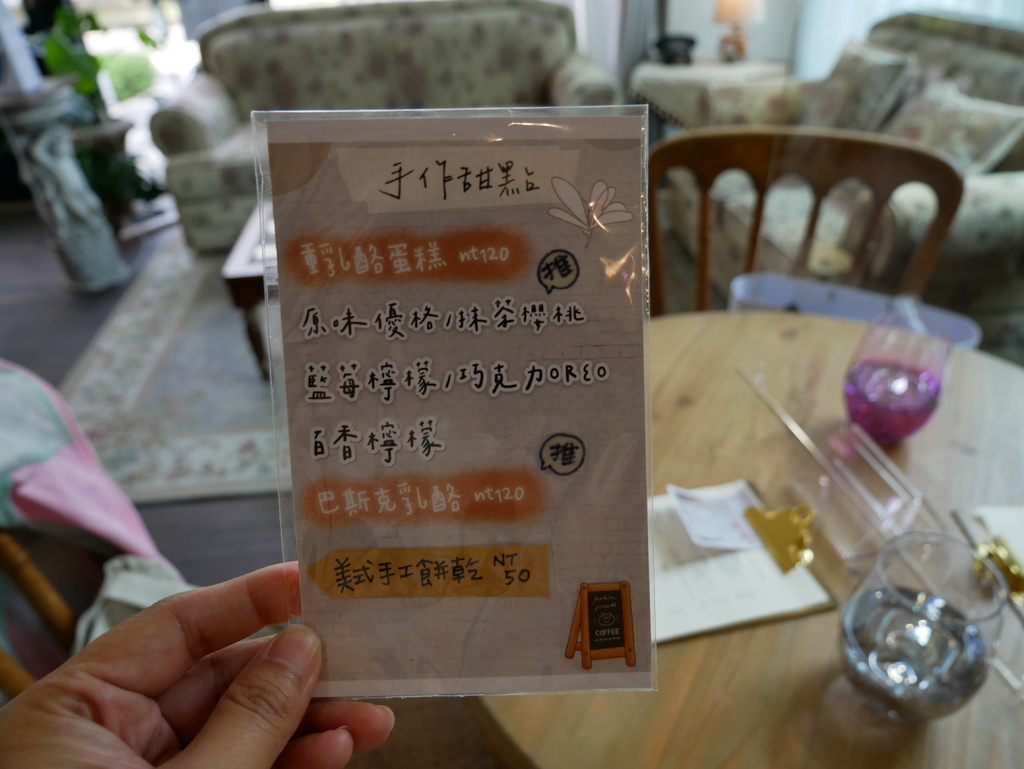 手作甜點
重乳酪蛋糕 nt120
推
原味優格/抹茶櫻桃
藍莓檸檬/巧克力OREO
百香檸檬
推
巴斯克乳酪 nt120
美式手工餅乾 NT 50
COFFEE